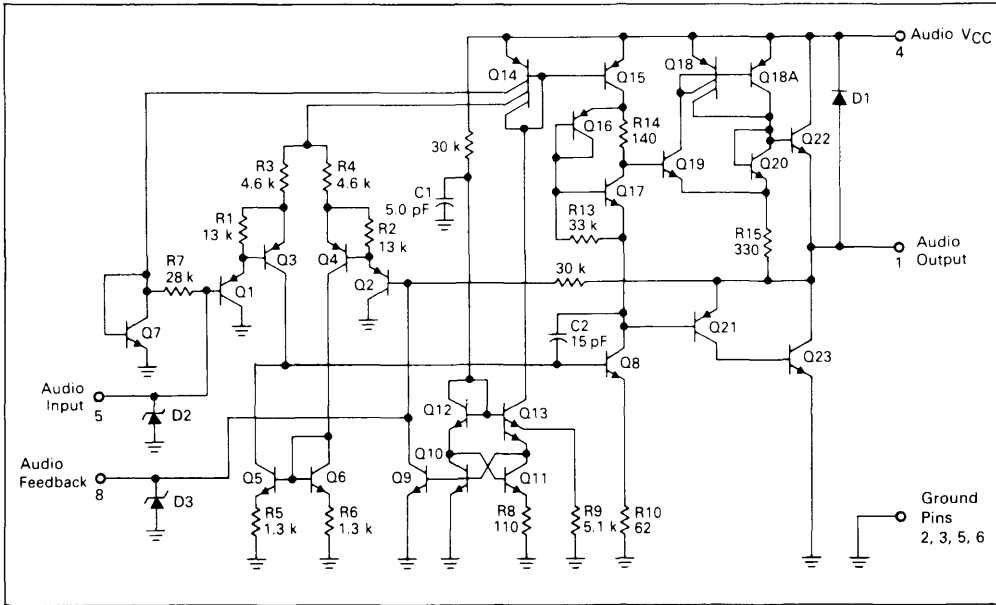 Audio VCC
4
Q14
Q15
Q18
Q18A
D1
Q16
R14
140
Q22
30 k
Q19
Q20
R3
4.6 k
R4
4.6 k
C1
5.0 pF
Q17
R13
33 k
R15
330
Audio
Output
1
R1
13 k
R2
13 k
Q3
Q4
R7
28 k
Q1
Q2
30 k
Q7
C2
15 pF
Q21
Q8
Q23
Audio
Input
5
D2
Q12
Q13
Audio
Feedback
8
D3
Q5
Q6
Q9
Q10
Q11
R5
1.3 k
R6
1.3 k
R8
110
R9
5.1 k
R10
62
Ground
Pins
2, 3, 5, 6